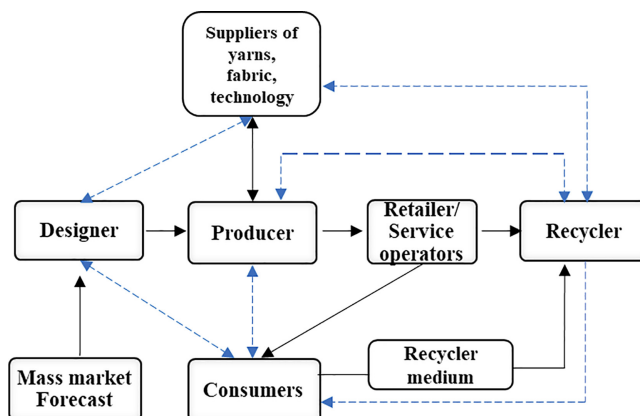 Suppliers of
yarns,
fabric,
technology
Designer
Producer
Retailer/
Service
operators
Recycler
Mass market
Forecast
Consumers
Recycler
medium